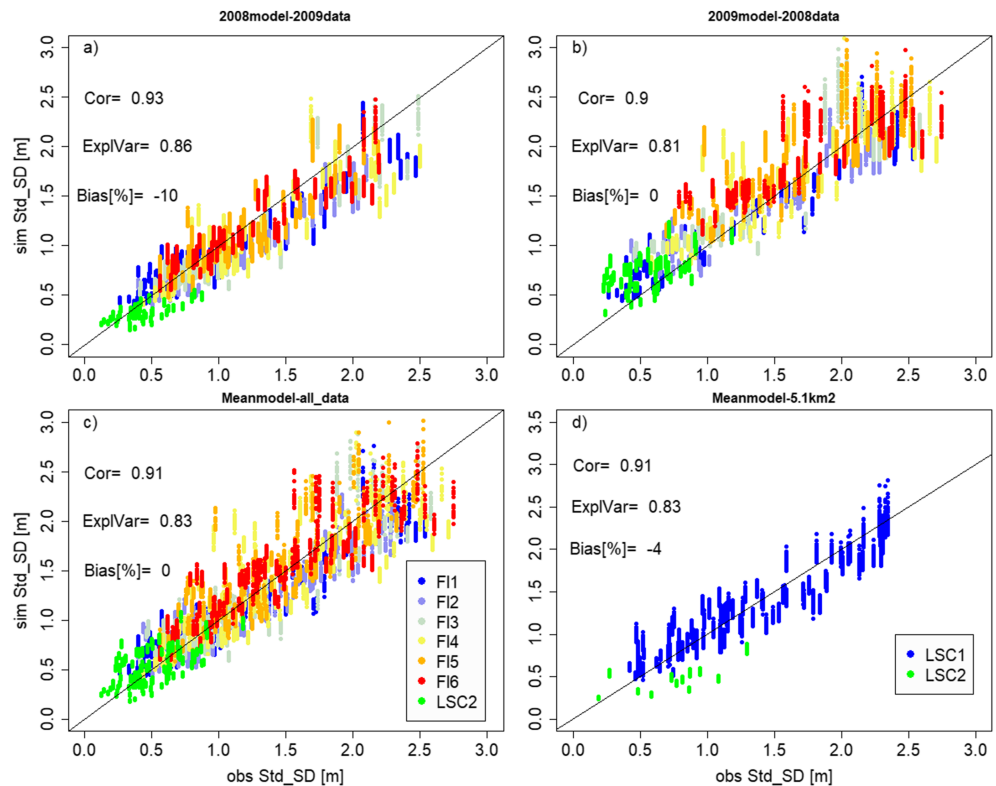 2008model-2009data
a)
Cor= 0.93
ExplVar= 0.86
Bias[%]= -10
sim Std_SD [m]
0.0 0.5 1.0 1.5 2.0 2.5 3.0
0.0 0.5 1.0 1.5 2.0 2.5 3.0
2009model-2008data
b)
Cor= 0.9
ExplVar= 0.81
Bias[%]= 0
0.0 0.5 1.0 1.5 2.0 2.5 3.0
0.0 0.5 1.0 1.5 2.0 2.5 3.0
Meanmodel-all_data
c)
Cor= 0.91
ExplVar= 0.83
Bias[%]= 0
sim Std_SD [m]
0.0 0.5 1.0 1.5 2.0 2.5 3.0
FI1
FI2
FI3
FI4
FI5
FI6
LSC2
0.0 0.5 1.0 1.5 2.0 2.5 3.0
obs Std_SD [m]
Meanmodel-5.1km2
d)
Cor= 0.91
ExplVar= 0.83
Bias[%]= -4
0.0 0.5 1.0 1.5 2.0 2.5 3.0 3.5
LSC1
LSC2
0.0 0.5 1.0 1.5 2.0 2.5 3.0
obs Std_SD [m]